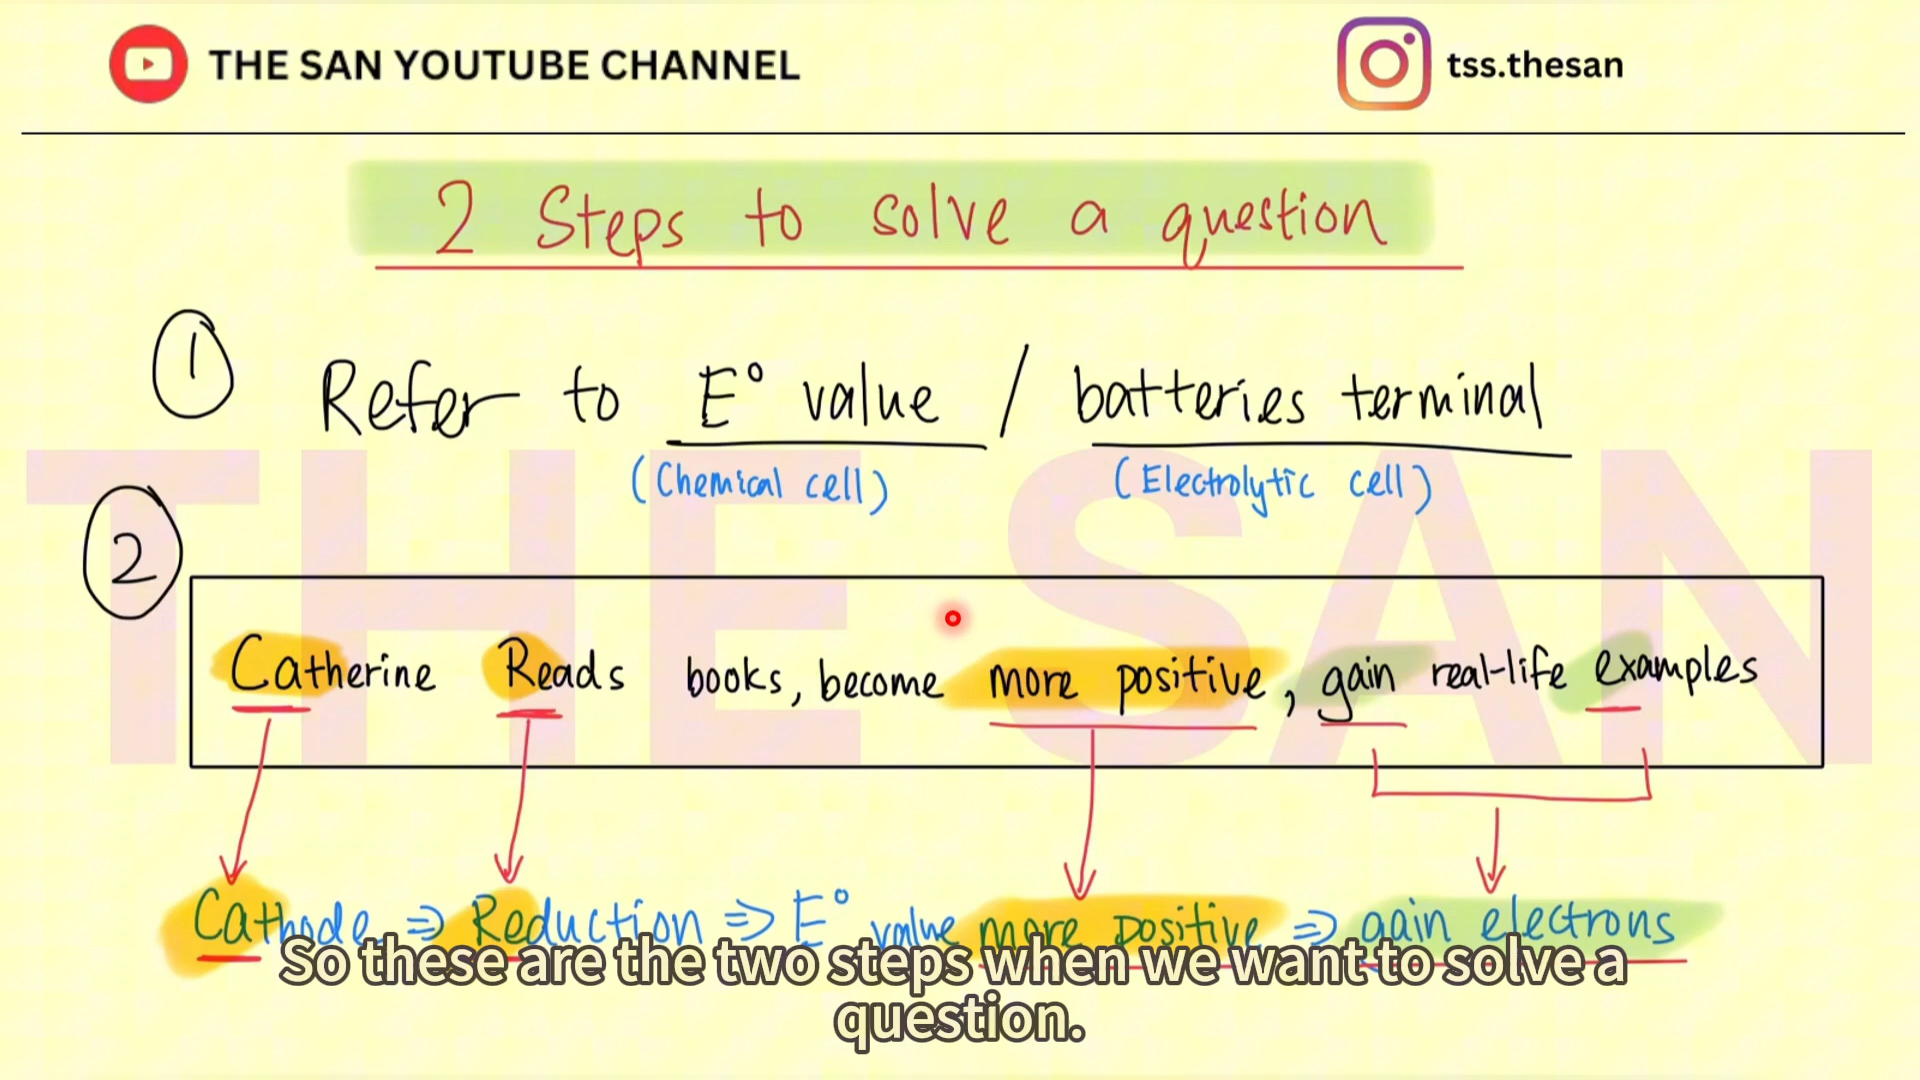 THE SAN YOUTUBE CHANNEL
tss.thesan
2 Steps to solve a question
1 Refer to E° value / batteries terminal
(Chemical cell) (Electrolytic cell)
2
Catherine Reads books, become more positive, gain real-life examples
Cathode ⇒ Reduction ⇒ E° value more positive ⇒ gain electrons
So these are the two steps when we want to solve a
question.
THE SAN